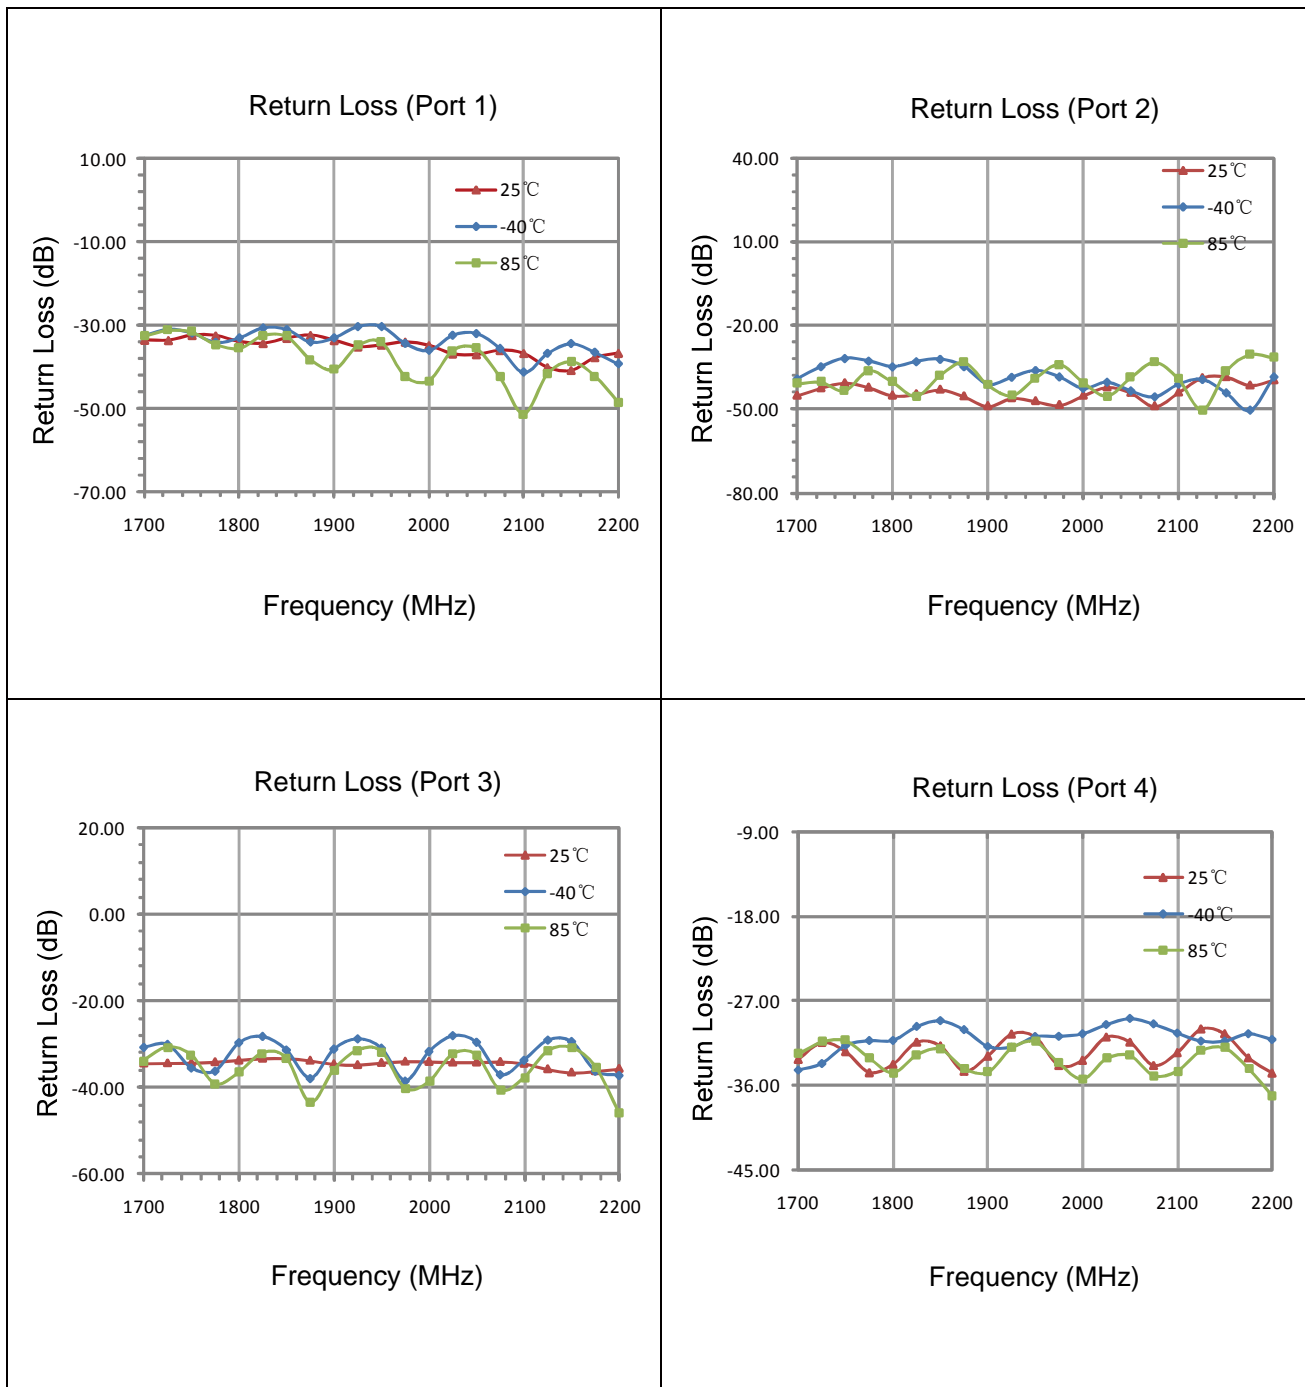 Return Loss (Port 1)
10.00
-10.00
-30.00
-50.00
-70.00
Return Loss (dB)
25℃
-40℃
85℃
1700 1800 1900 2000 2100 2200
Frequency (MHz)
Return Loss (Port 2)
40.00
10.00
-20.00
-50.00
-80.00
Return Loss (dB)
25℃
-40℃
85℃
1700 1800 1900 2000 2100 2200
Frequency (MHz)
Return Loss (Port 3)
20.00
0.00
-20.00
-40.00
-60.00
Return Loss (dB)
25℃
-40℃
85℃
1700 1800 1900 2000 2100 2200
Frequency (MHz)
Return Loss (Port 4)
-9.00
-18.00
-27.00
-36.00
-45.00
Return Loss (dB)
25℃
-40℃
85℃
1700 1800 1900 2000 2100 2200
Frequency (MHz)